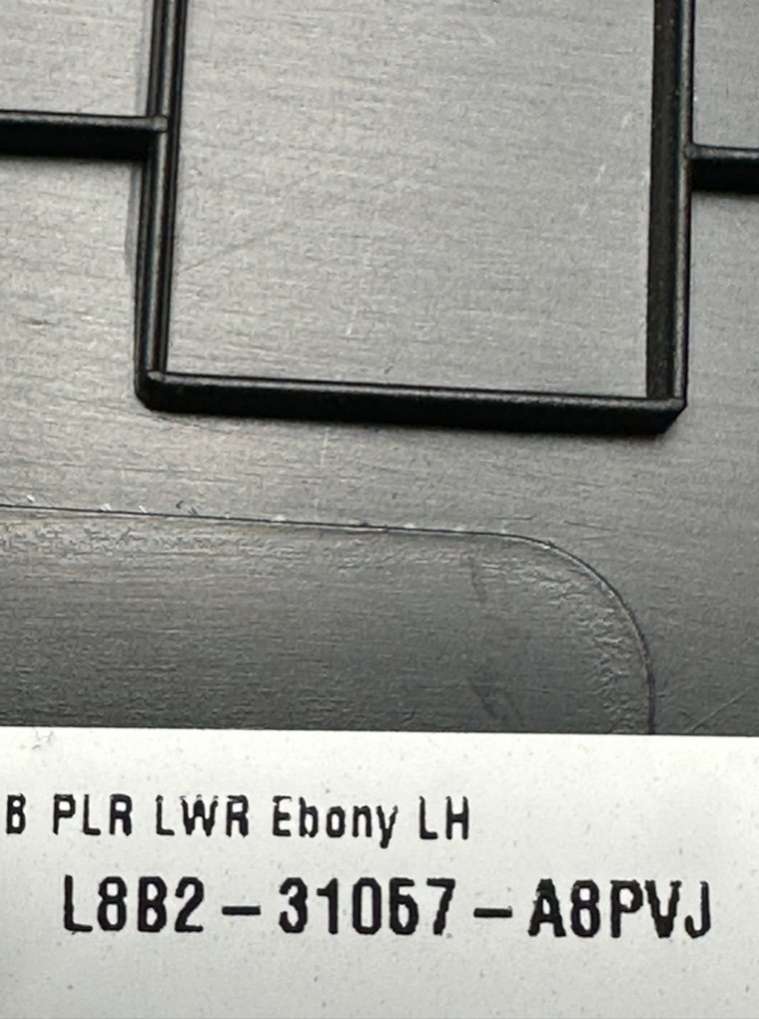 B PLR LWR Ebony LH
L8B2-31067-A8PVJ